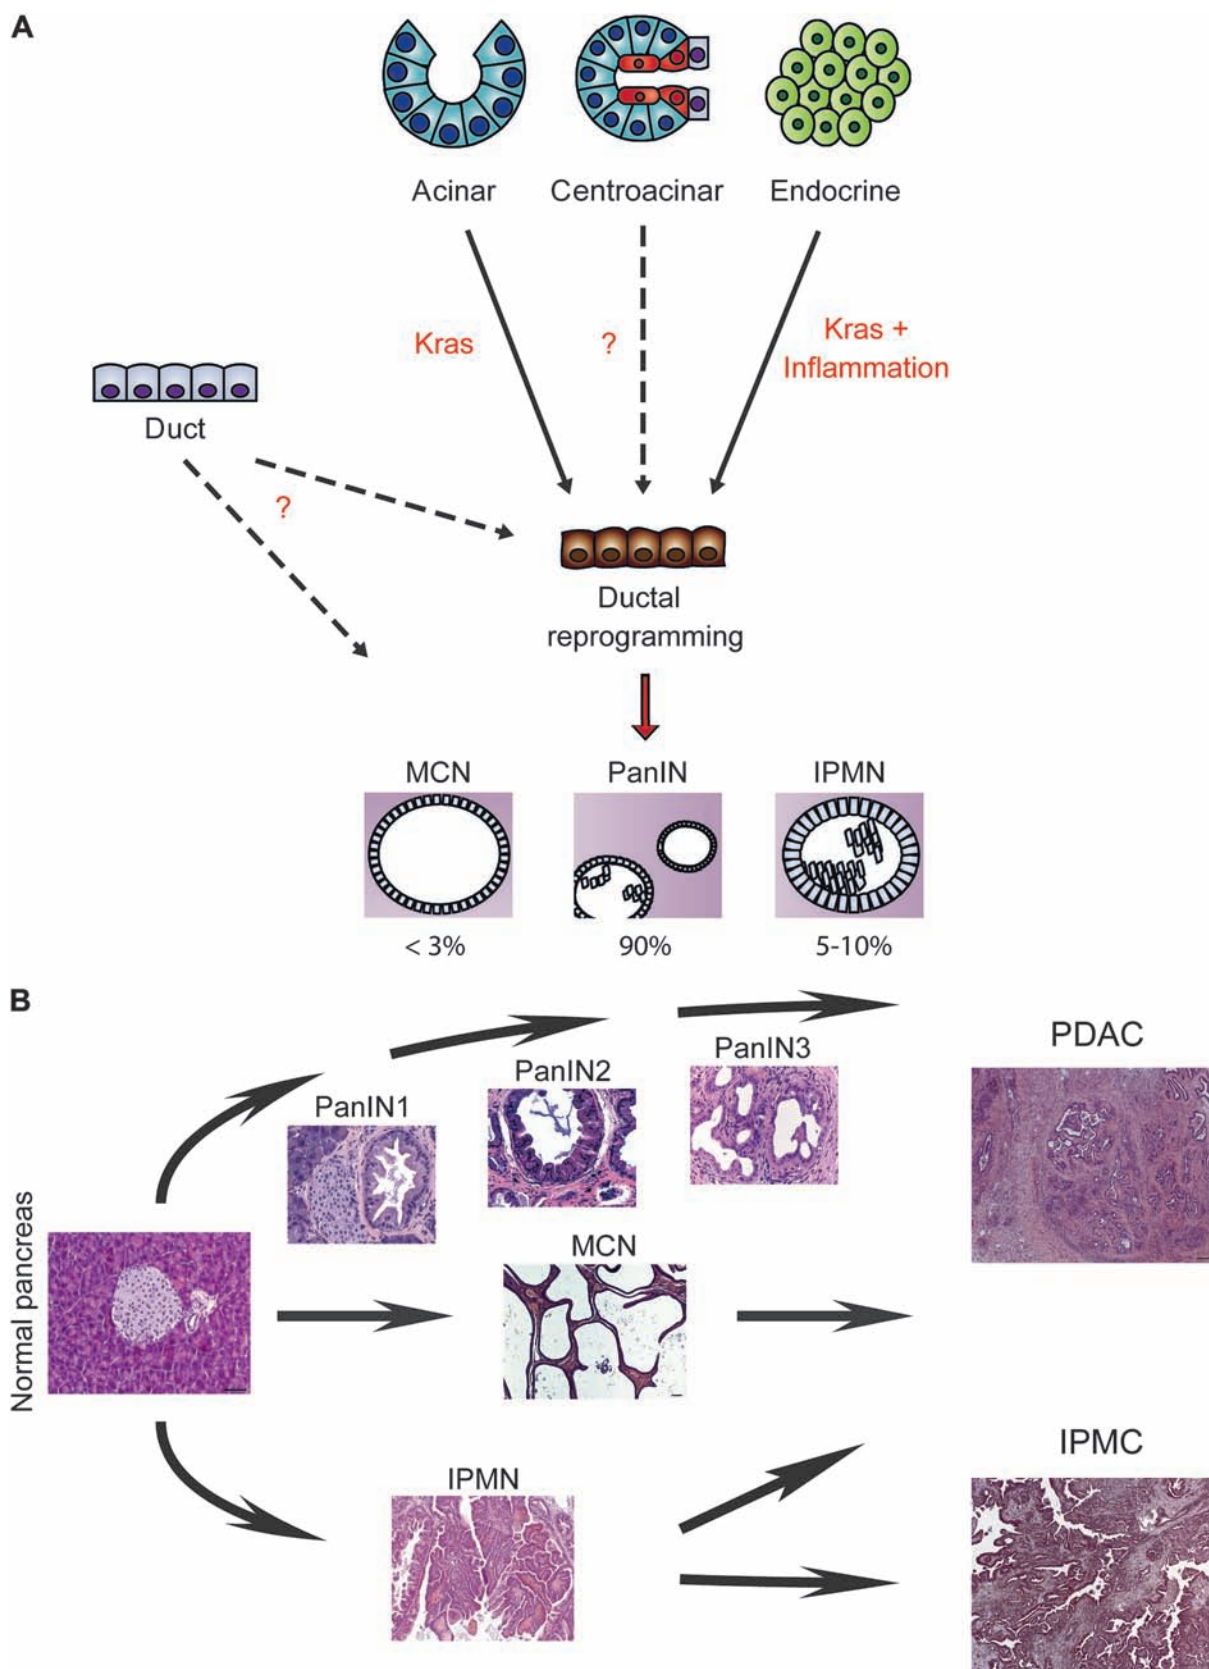 A
Acinar
Centroacinar
Endocrine
Kras
?
Kras +
Inflammation
Duct
?
Ductal
reprogramming
MCN
PanIN
IPMN
< 3%
90%
5-10%
B
PDAC
PanIN3
PanIN2
PanIN1
Normal pancreas
MCN
IPMC
IPMN